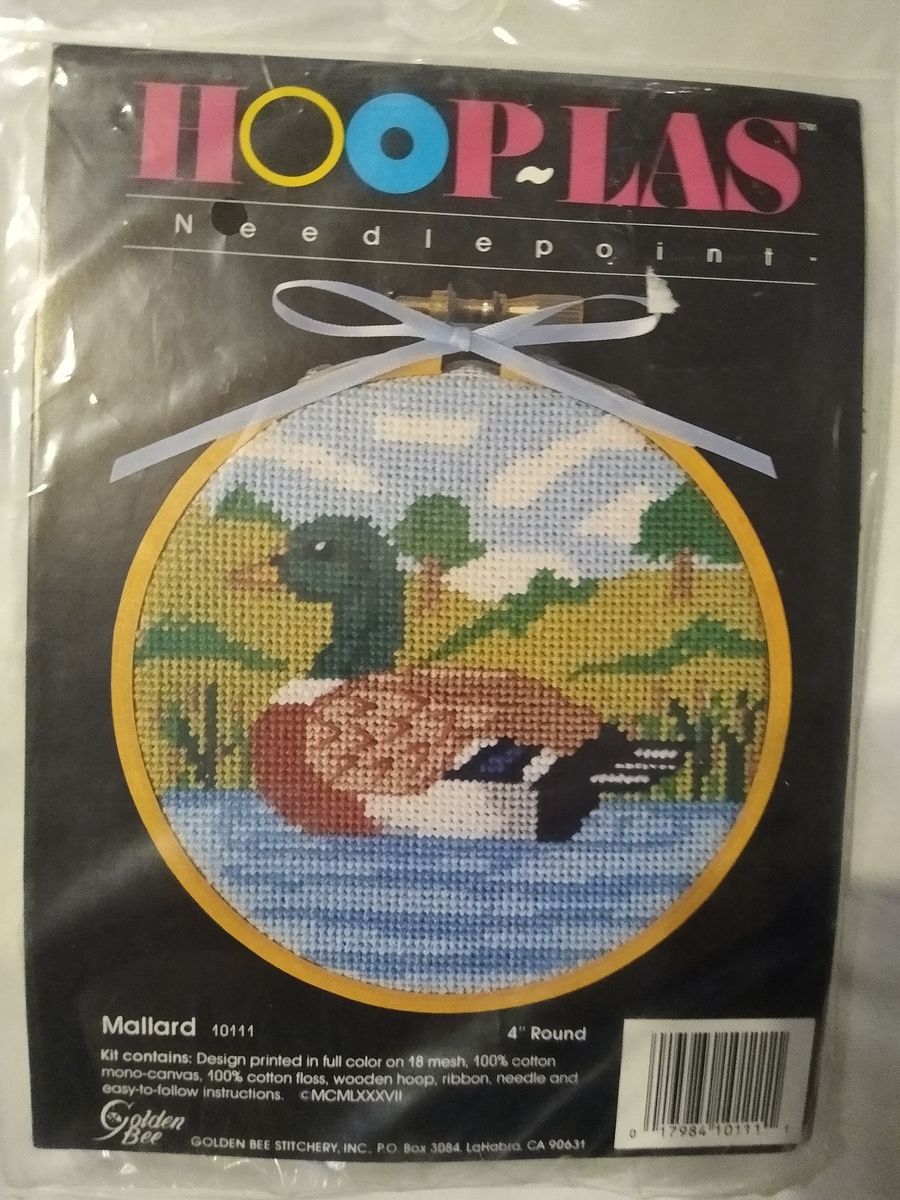 HOOP~LAS™
Needlepoint
Mallard 10111
4" Round
Kit contains: Design printed in full color on 18 mesh, 100% cotton
mono-canvas, 100% cotton floss, wooden hoop, ribbon, needle and
easy-to-follow instructions. ©MCMLXXXVII
Golden
Bee
GOLDEN BEE STITCHERY, INC., P.O. Box 3084, LaHabra, CA 90631
0 17984 10111 1